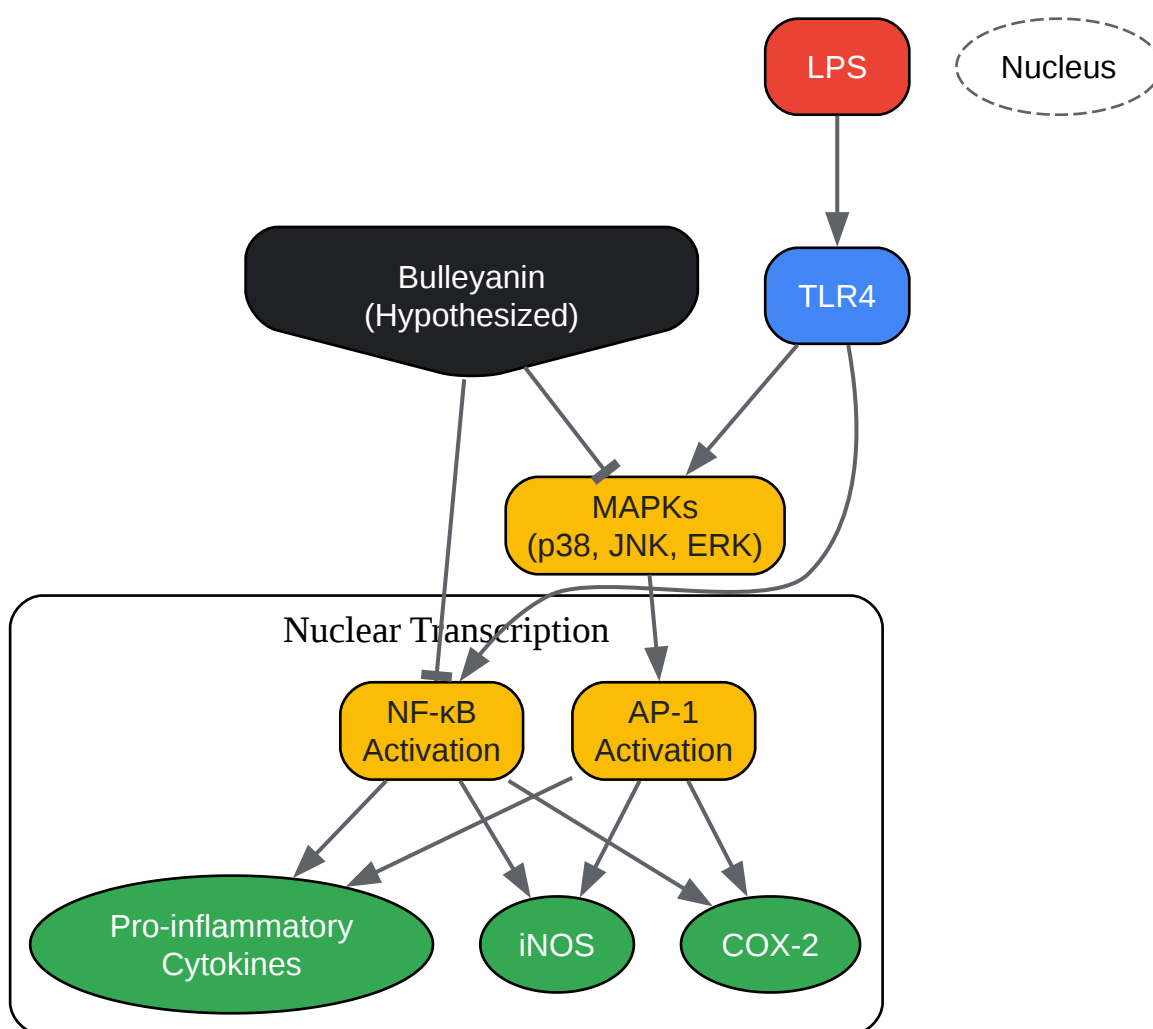 LPS
Nucleus
Bulleyanin
(Hypothesized)
TLR4
MAPKs
(p38, JNK, ERK)
Nuclear Transcription
NF-κB
Activation
AP-1
Activation
Pro-inflammatory
Cytokines
iNOS
COX-2